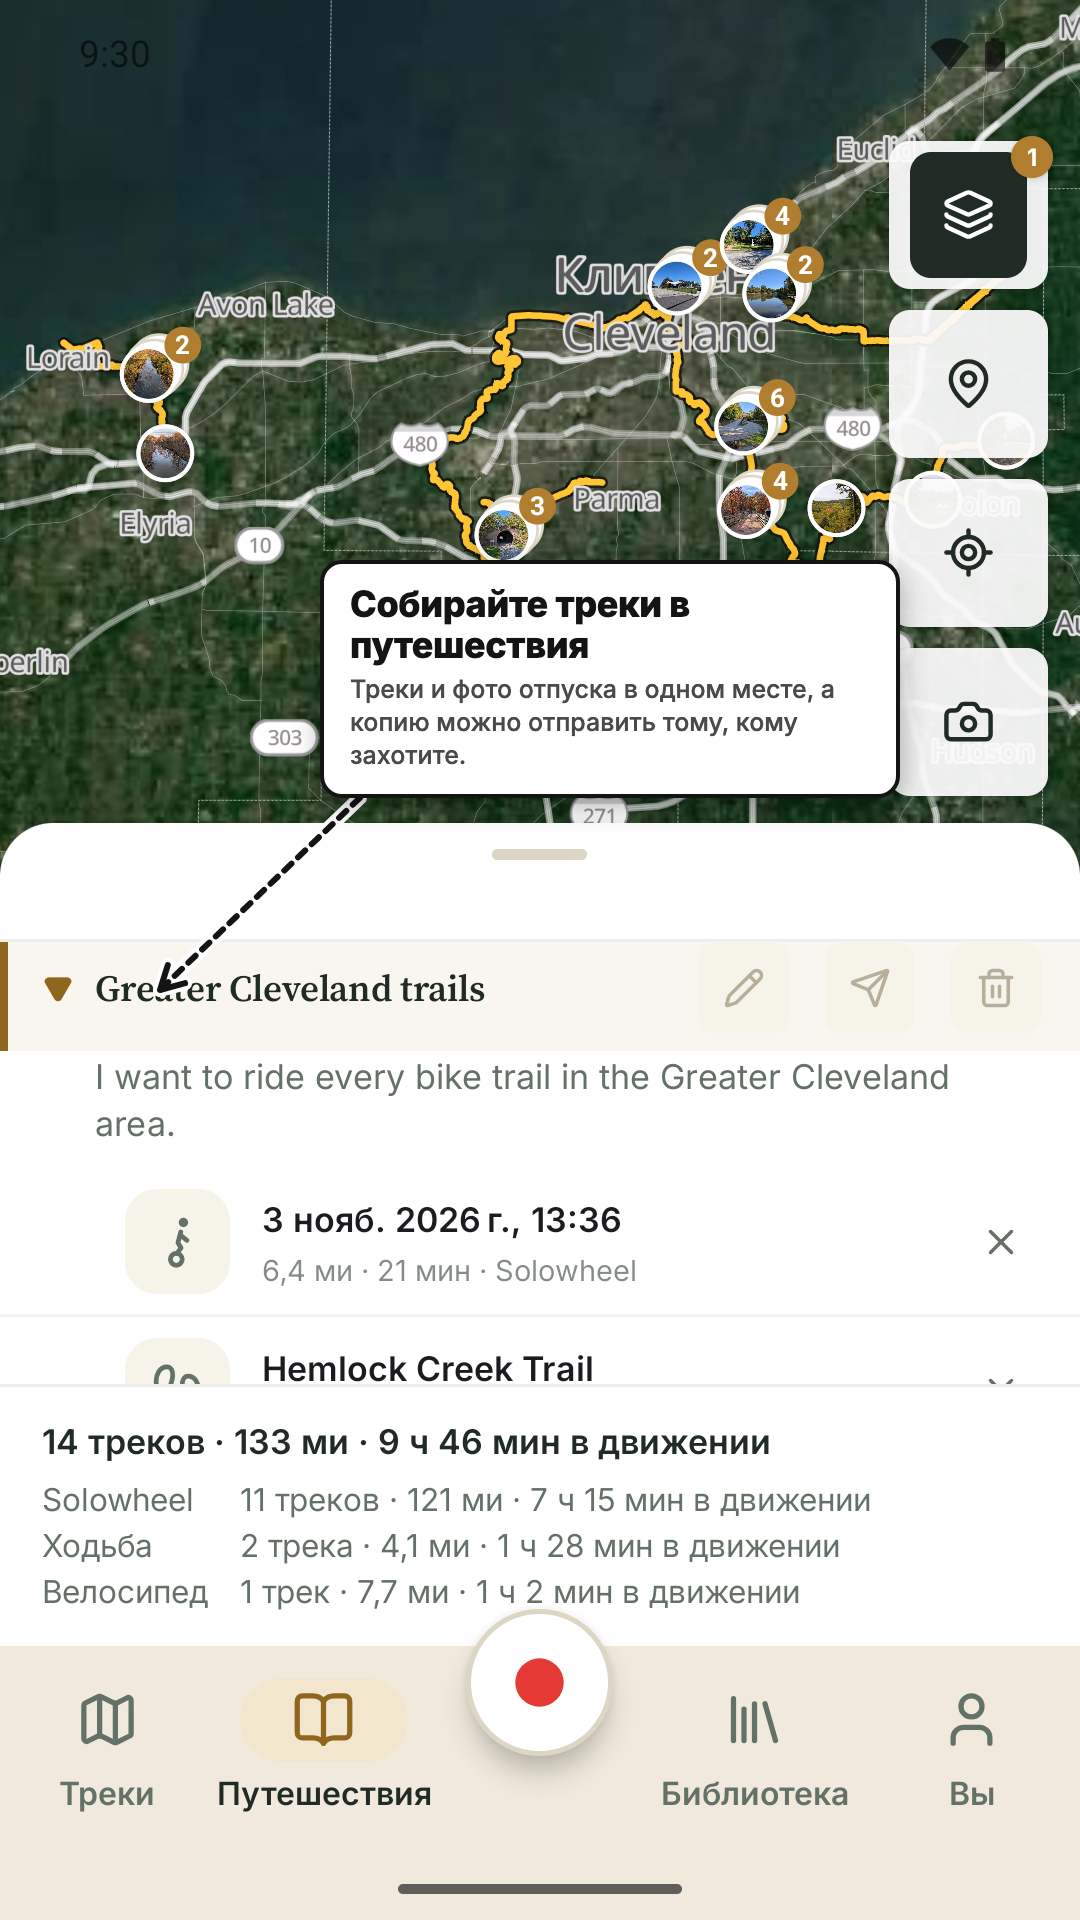 9:30
Euclid
1
4
2
2
Кли
Cleveland
Avon Lake
Lorain
2
6
480
480
4
Parma
3
Elyria
10
olon
Собирайте треки в
путешествия
Треки и фото отпуска в одном месте, а
копию можно отправить тому, кому
захотите.
berlin
303
Hudson
271
Greater Cleveland trails
I want to ride every bike trail in the Greater Cleveland
area.
3 нояб. 2026 г., 13:36
6,4 ми · 21 мин · Solowheel
Hemlock Creek Trail
14 треков · 133 ми · 9 ч 46 мин в движении
Solowheel 11 треков · 121 ми · 7 ч 15 мин в движении
Ходьба 2 трека · 4,1 ми · 1 ч 28 мин в движении
Велосипед 1 трек · 7,7 ми · 1 ч 2 мин в движении
Треки
Путешествия
Библиотека
Вы